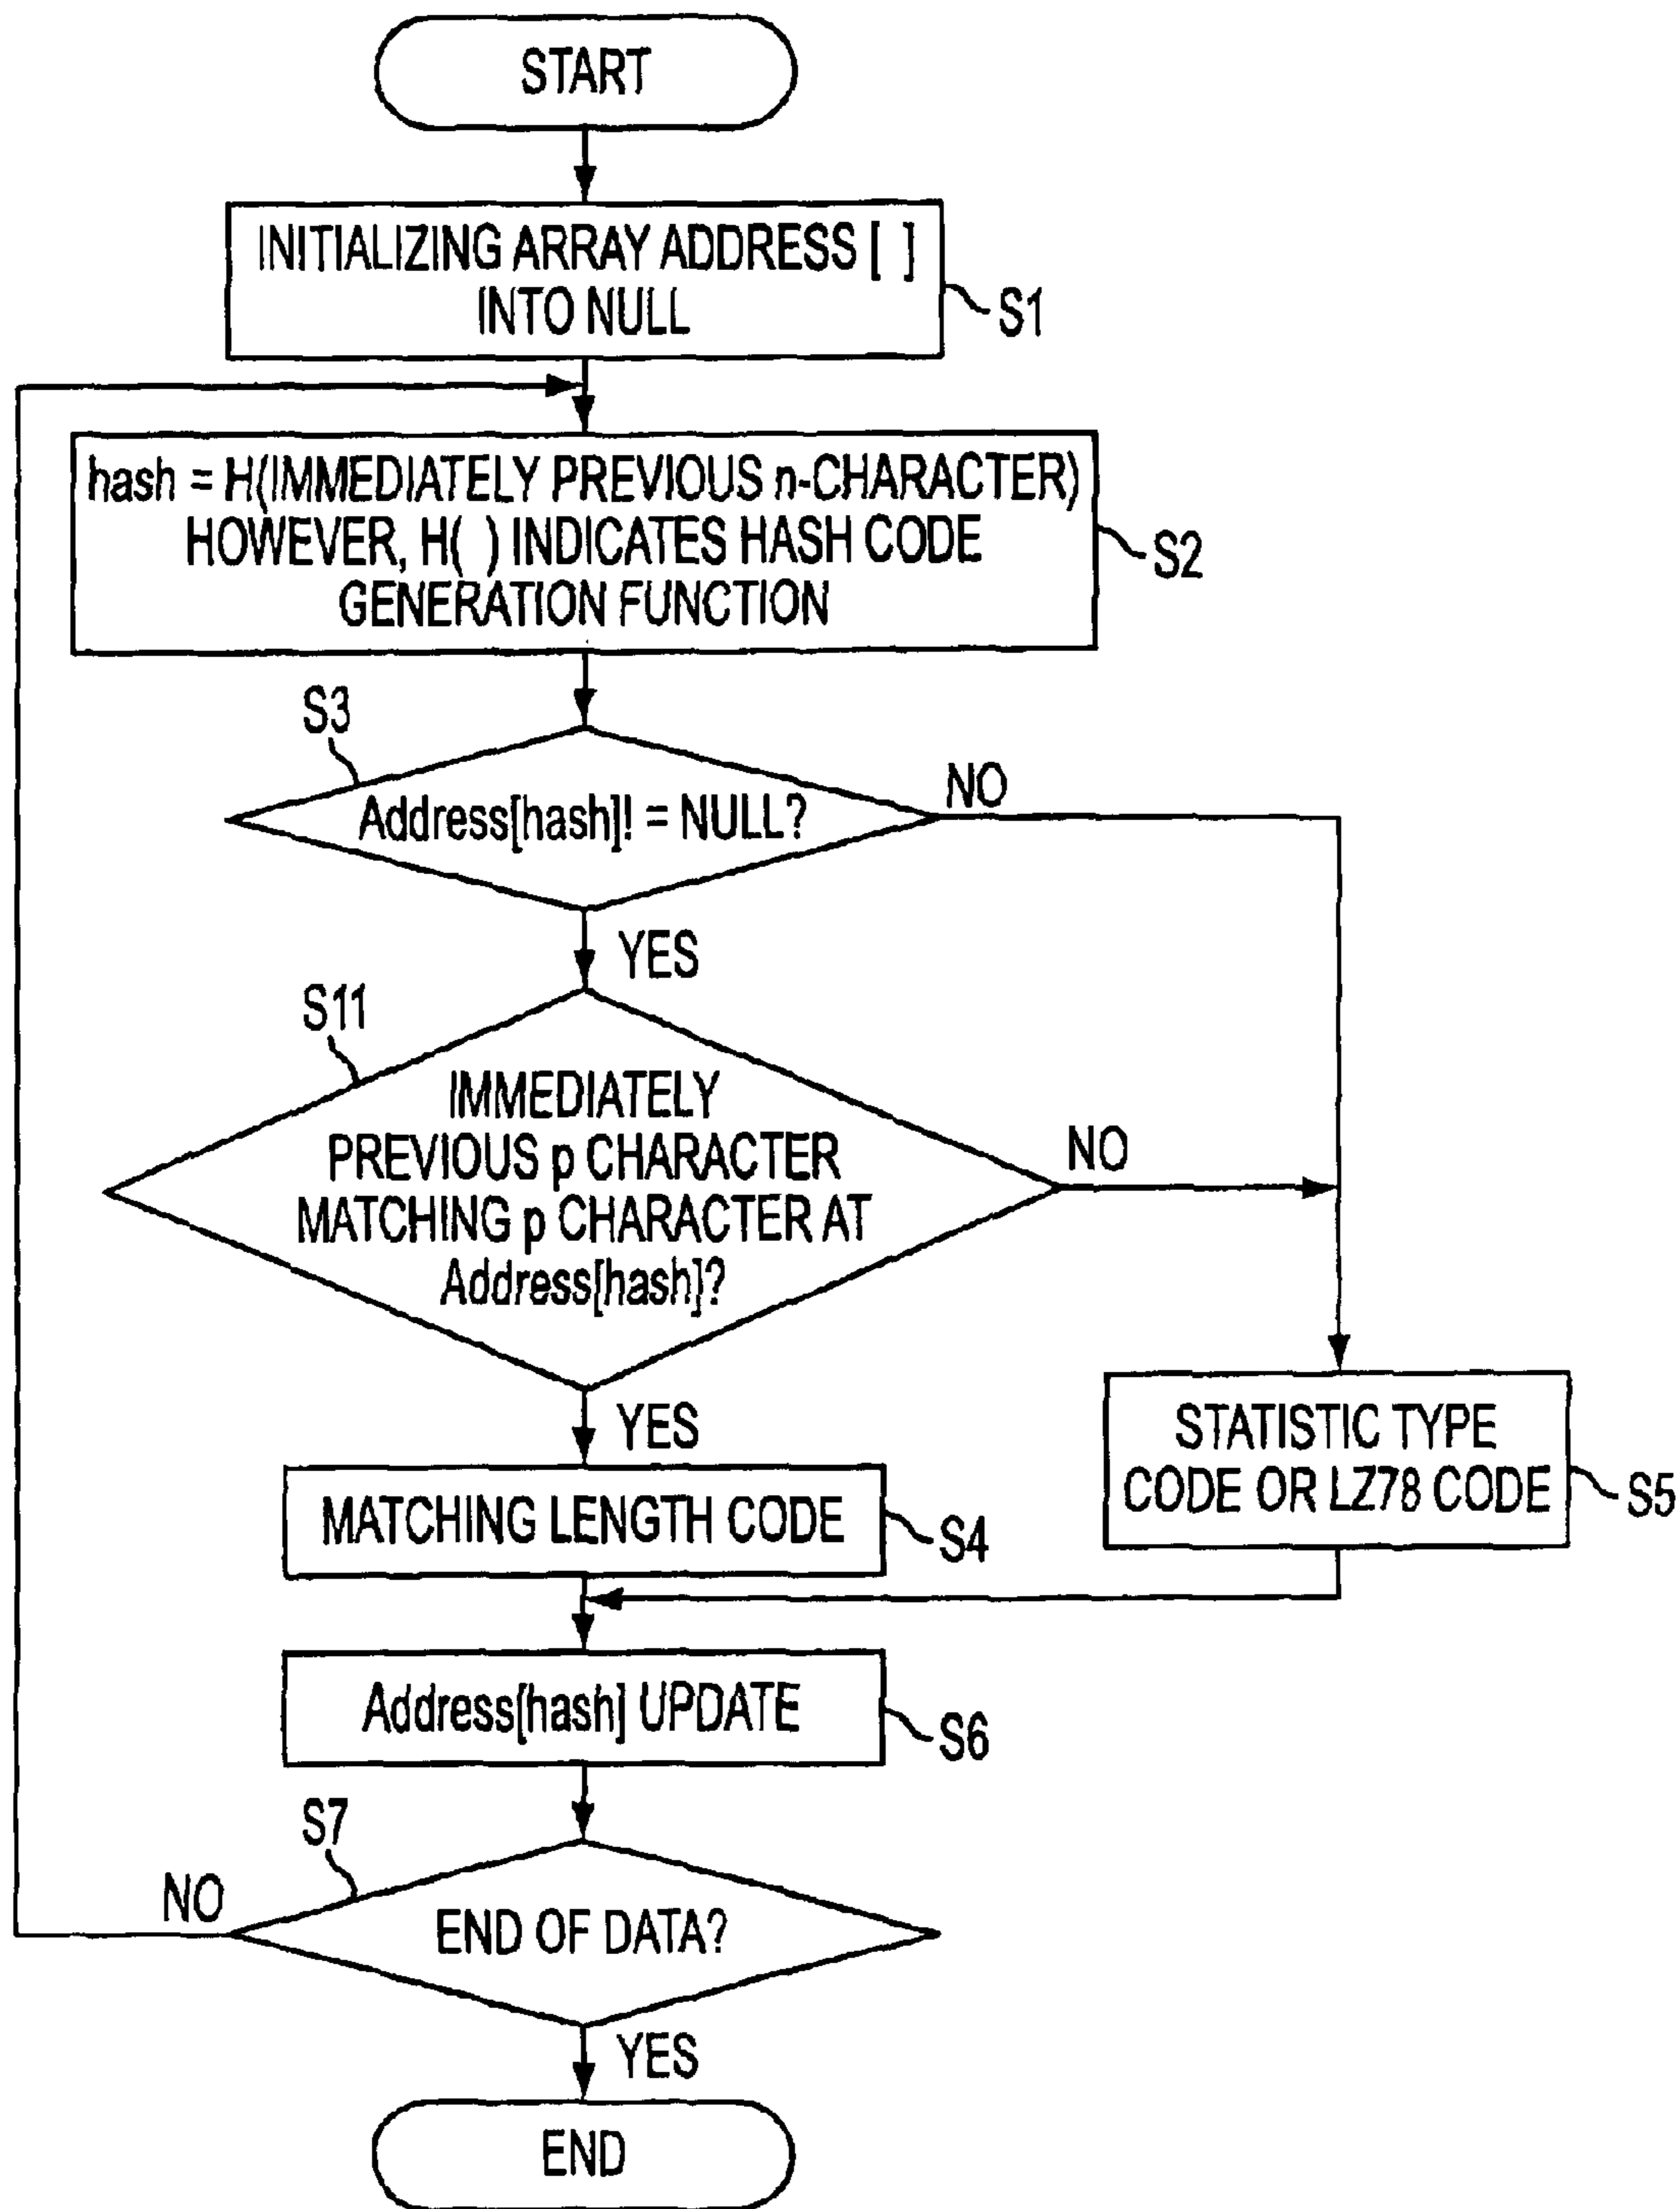 START
INITIALIZING ARRAY ADDRESS [ ]
INTO NULL
S1
hash = H(IMMEDIATELY PREVIOUS n-CHARACTER)
HOWEVER, H( ) INDICATES HASH CODE
GENERATION FUNCTION
S2
S3
Address[hash]! = NULL?
NO
YES
S11
IMMEDIATELY
PREVIOUS p CHARACTER
MATCHING p CHARACTER AT
Address[hash]?
NO
YES
STATISTIC TYPE
CODE OR LZ78 CODE
S5
MATCHING LENGTH CODE
S4
Address[hash] UPDATE
S6
S7
NO
END OF DATA?
YES
END